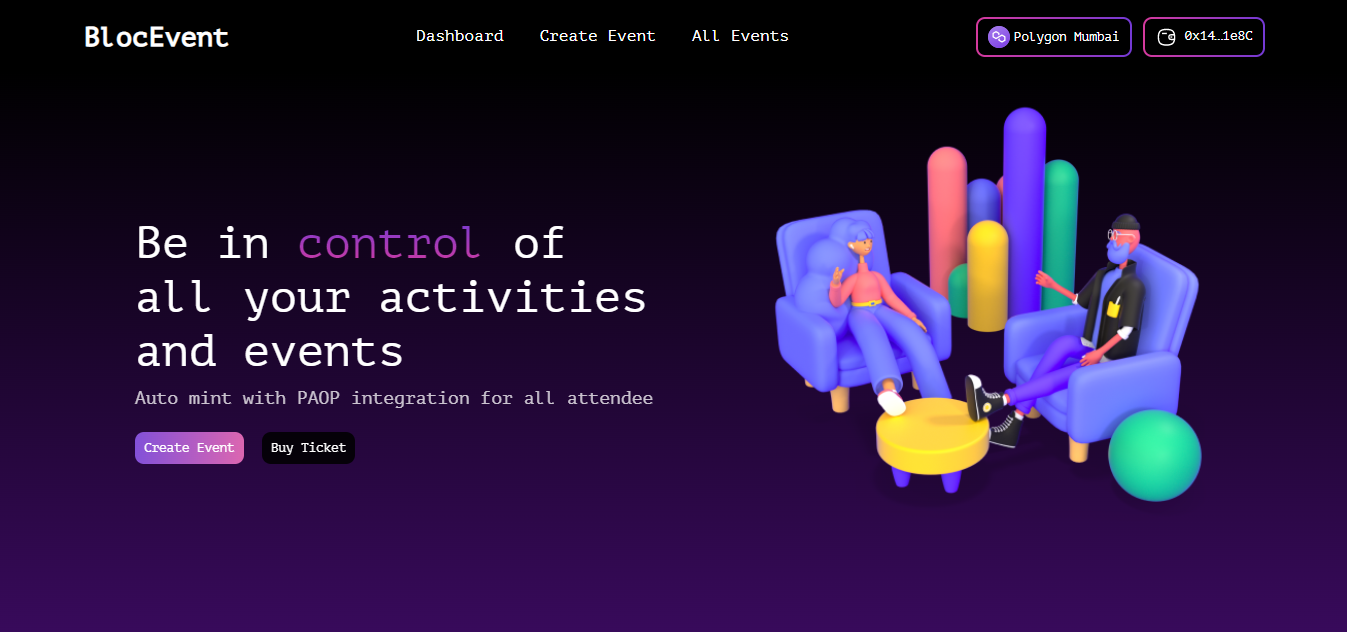 BlocEvent
Dashboard Create Event All Events
Polygon Mumbai
0x14…1e8C
Be in control of
all your activities
and events
Auto mint with PAOP integration for all attendee
Create Event
Buy Ticket